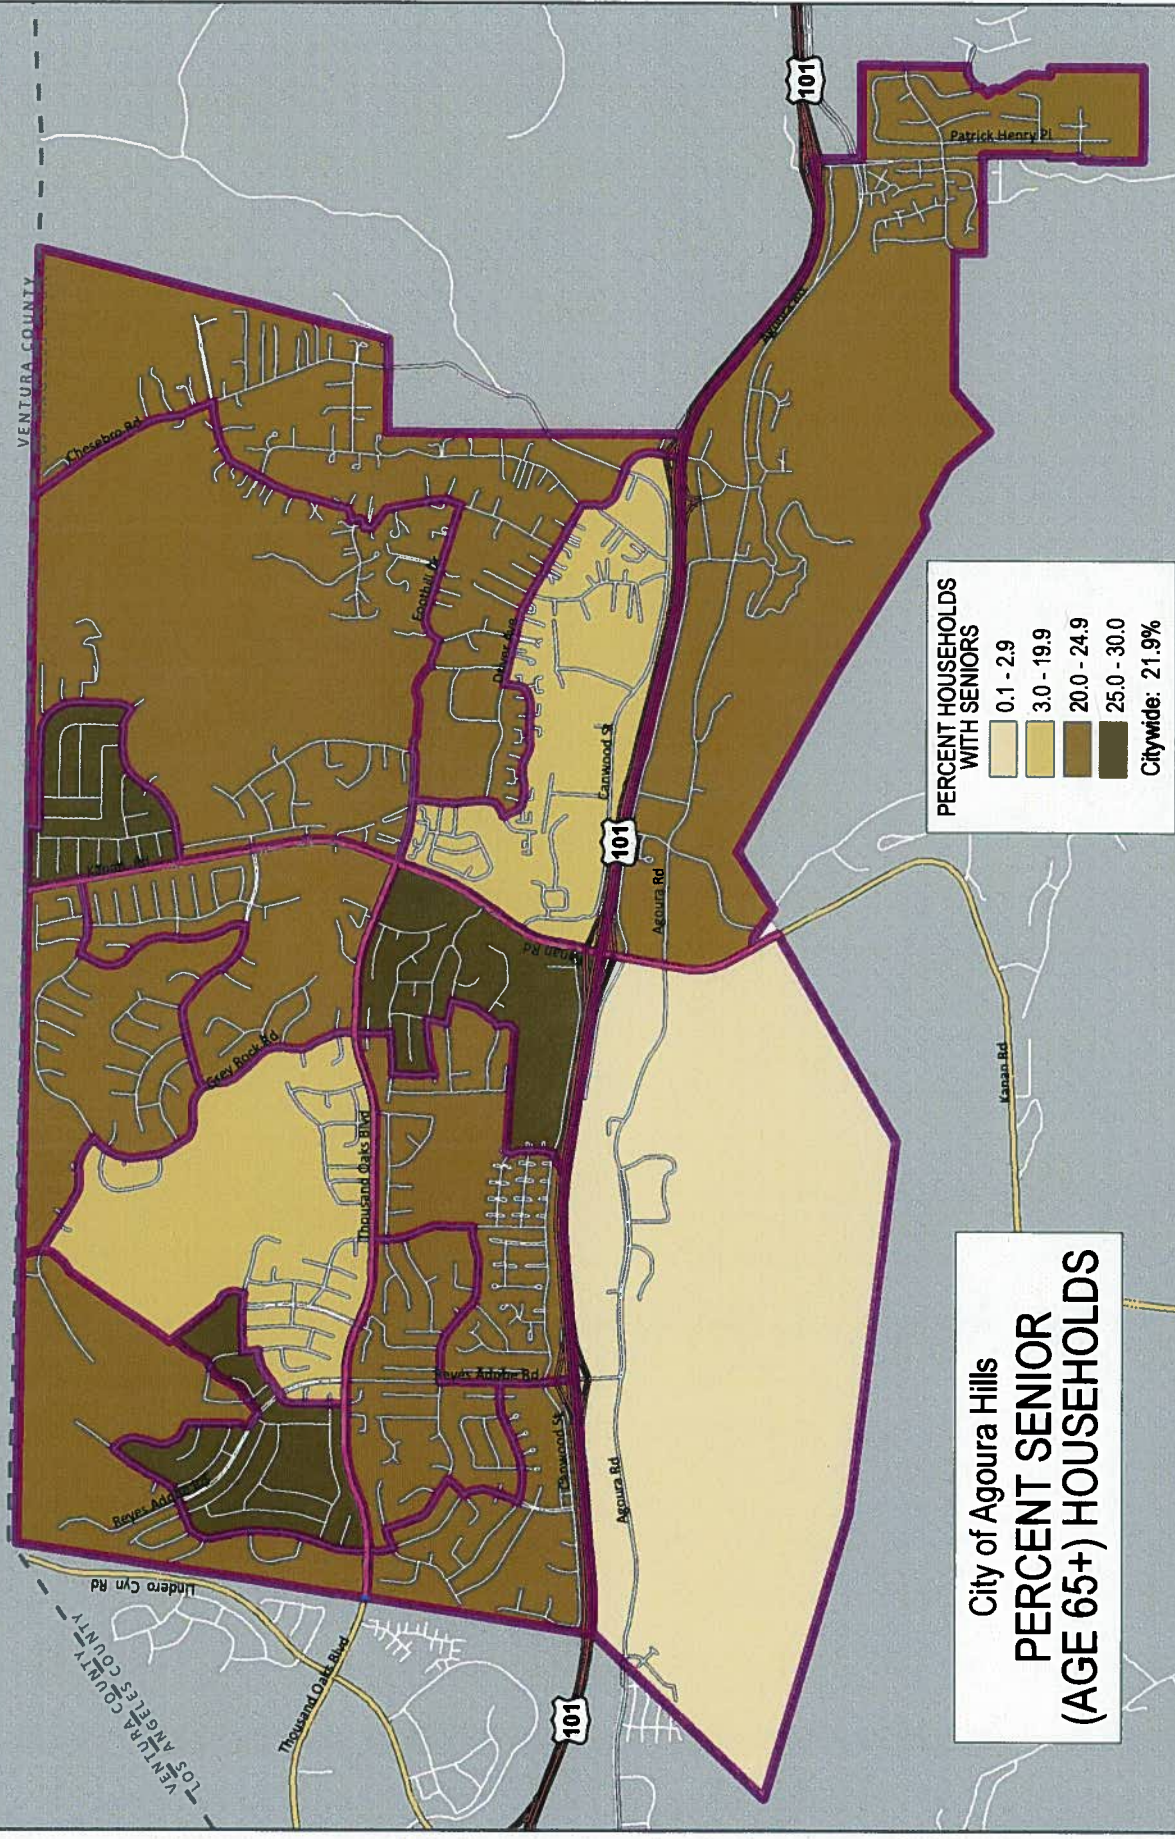 City of Agoura Hills
PERCENT SENIOR
(AGE 65+) HOUSEHOLDS
PERCENT HOUSEHOLDS
WITH SENIORS
0.1 - 2.9
3.0 - 19.9
20.0 - 24.9
25.0 - 30.0
Citywide: 21.9%
VENTURA COUNTY
VENTURA COUNTY
LOS ANGELES COUNTY
Lindero Cyn Rd
Thousand Oaks Blvd
Reyes Adobe Rd
Grey Rock Rd
Thousand Oaks Blvd
Kanan Rd
Chesebro Rd
Foothill Dr
Driver Ave
Canwood St
Reyes Adobe Rd
Canwood St
Kanan Rd
101
101
101
Agoura Rd
Agoura Rd
Agoura Rd
Patrick Henry Pl
Kanan Rd